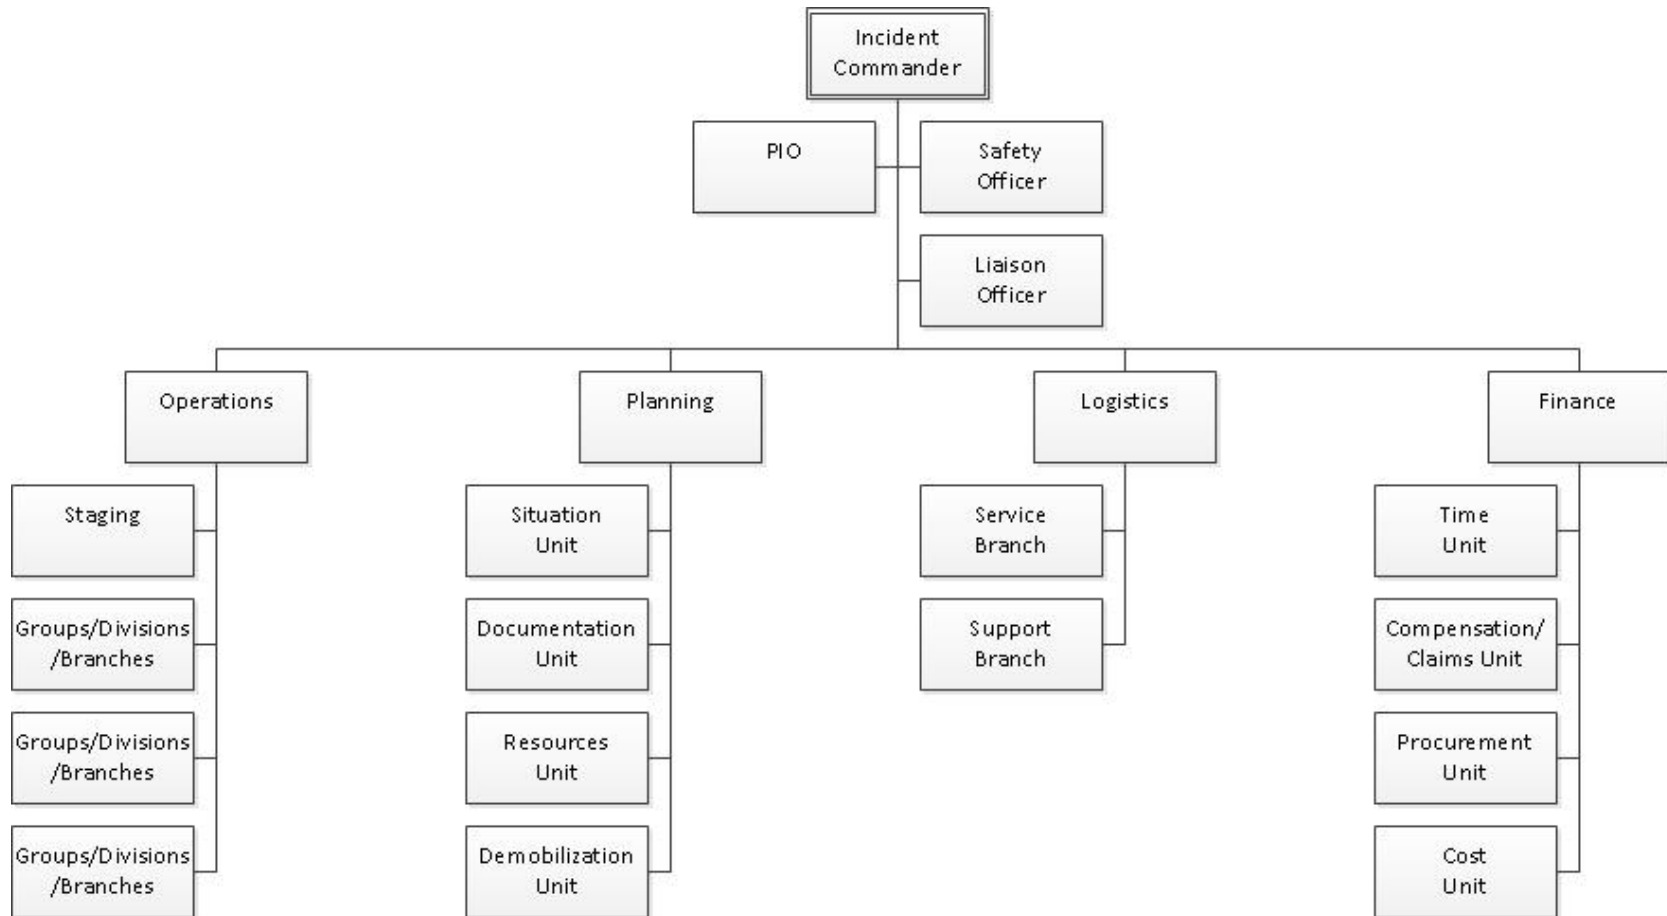 Incident
Commander
PIO
Safety
Officer
Liaison
Officer
Operations
Planning
Logistics
Finance
Staging
Situation
Unit
Service
Branch
Time
Unit
Groups/Divisions
/Branches
Documentation
Unit
Support
Branch
Compensation/
Claims Unit
Groups/Divisions
/Branches
Resources
Unit
Procurement
Unit
Groups/Divisions
/Branches
Demobilization
Unit
Cost
Unit